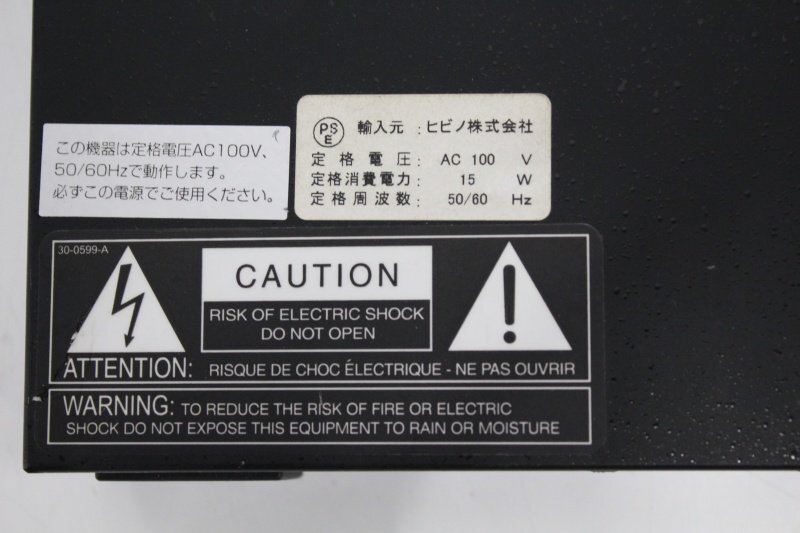 この機器は定格電圧AC100V、
50/60Hzで動作します。
必ずこの電源でご使用ください。
PSE 輸入元 : ヒビノ株式会社
定格電圧 : AC 100 V
定格消費電力 : 15 W
定格周波数 : 50/60 Hz
30-0599-A
CAUTION
RISK OF ELECTRIC SHOCK
DO NOT OPEN
ATTENTION: RISQUE DE CHOC ÉLECTRIQUE - NE PAS OUVRIR
WARNING: TO REDUCE THE RISK OF FIRE OR ELECTRIC
SHOCK DO NOT EXPOSE THIS EQUIPMENT TO RAIN OR MOISTURE